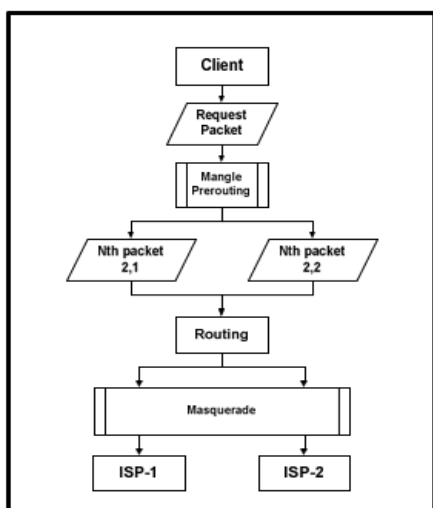 Client
Request
Packet
Mangle
Prerouting
Nth packet
2,1
Nth packet
2,2
Routing
Masquerade
ISP-1
ISP-2